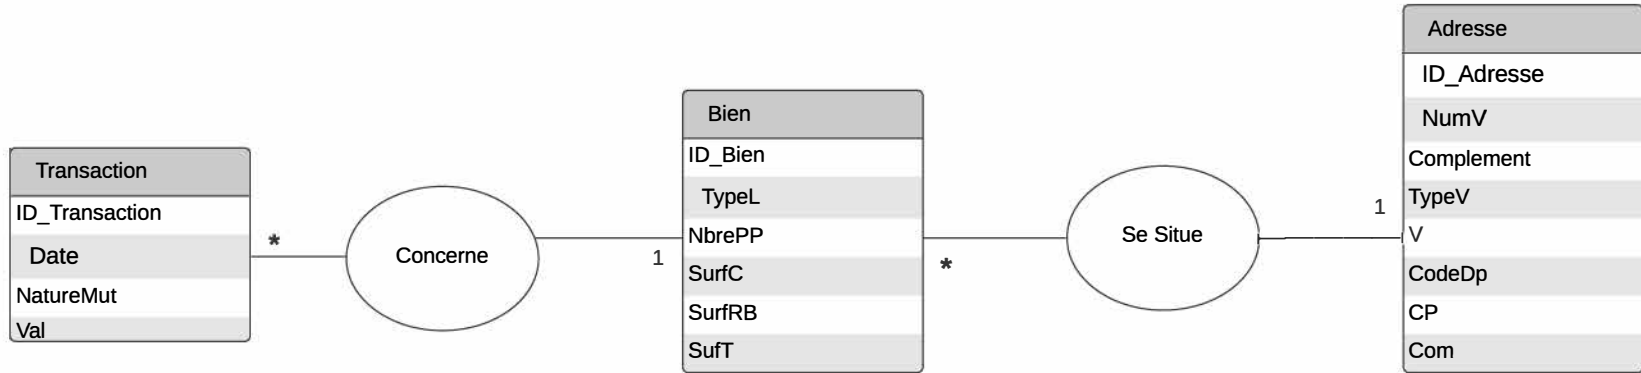 Transaction
ID_Transaction
Date
NatureMut
Val
*
Concerne
1
Bien
ID_Bien
TypeL
NbrePP
SurfC
SurfRB
SufT
*
Se Situe
1
Adresse
ID_Adresse
NumV
Complement
TypeV
V
CodeDp
CP
Com